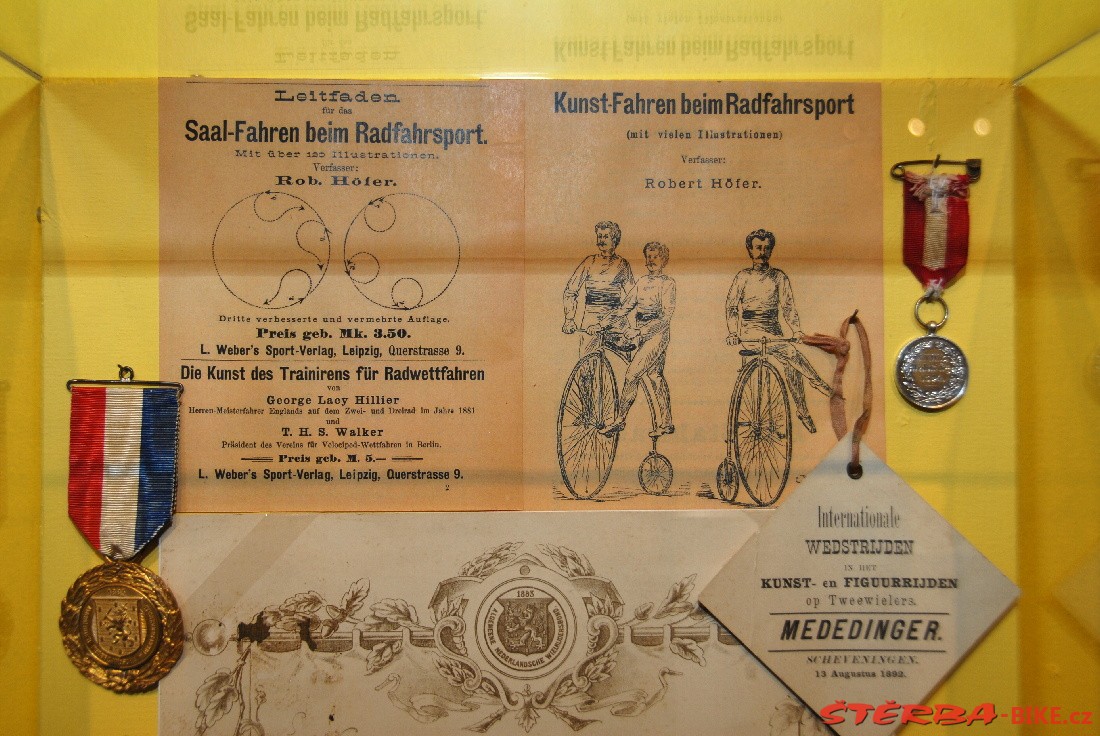 Leitfaden
für das
Saal-Fahren beim Radfahrsport.
Mit über 120 Illustrationen.
Verfasser:
Rob. Höfer.
Dritte verbesserte und vermehrte Auflage.
Preis geb. Mk. 3.50.
L. Weber's Sport-Verlag, Leipzig, Querstrasse 9.
Die Kunst des Trainirens für Radwettfahren
von
George Lacy Hillier
Herren-Meisterfahrer Englands auf dem Zwei- und Dreirad im Jahre 1881
und
T. H. S. Walker
Präsident des Vereins für Velociped-Wettfahren in Berlin.
Preis geb. M. 5.—
L. Weber's Sport-Verlag, Leipzig, Querstrasse 9.
2
Kunst-Fahren beim Radfahrsport
(mit vielen Illustrationen)
Verfasser:
Robert Höfer.
1883
ALGEMEENE NEDERLANDSCHE WIELRIJDERSBOND
Internationale
WEDSTRIJDEN
IN HET
KUNST- en FIGUURRIJDEN
op Tweewielers.
MEDEDINGER.
SCHEVENINGEN.
13 Augustus 1892.
ŠTĚRBA-BIKE.cz